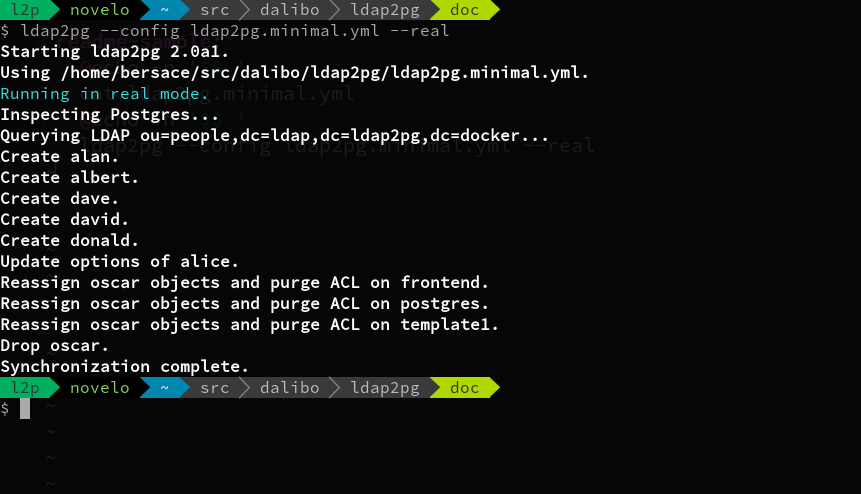 l2p novelo ~ src dalibo ldap2pg doc
$ ldap2pg --config ldap2pg.minimal.yml --real
Starting ldap2pg 2.0a1.
Using /home/bersace/src/dalibo/ldap2pg/ldap2pg.minimal.yml.
Running in real mode.
Inspecting Postgres...
Querying LDAP ou=people,dc=ldap,dc=ldap2pg,dc=docker...
Create alan.
Create albert.
Create dave.
Create david.
Create donald.
Update options of alice.
Reassign oscar objects and purge ACL on frontend.
Reassign oscar objects and purge ACL on postgres.
Reassign oscar objects and purge ACL on template1.
Drop oscar.
Synchronization complete.
l2p novelo ~ src dalibo ldap2pg doc
$